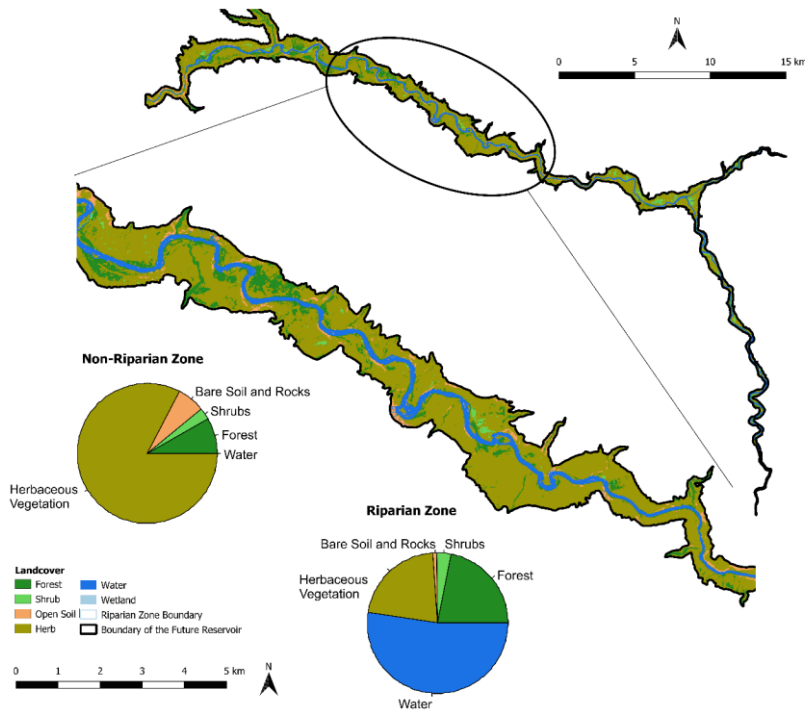 N
0 5 10 15 km
Non-Riparian Zone
Bare Soil and Rocks
Shrubs
Forest
Water
Herbaceous
Vegetation
Riparian Zone
Bare Soil and Rocks
Shrubs
Herbaceous
Vegetation
Forest
Water
Landcover
Forest
Shrub
Open Soil
Herb
Water
Wetland
Riparian Zone Boundary
Boundary of the Future Reservoir
0 1 2 3 4 5 km
N